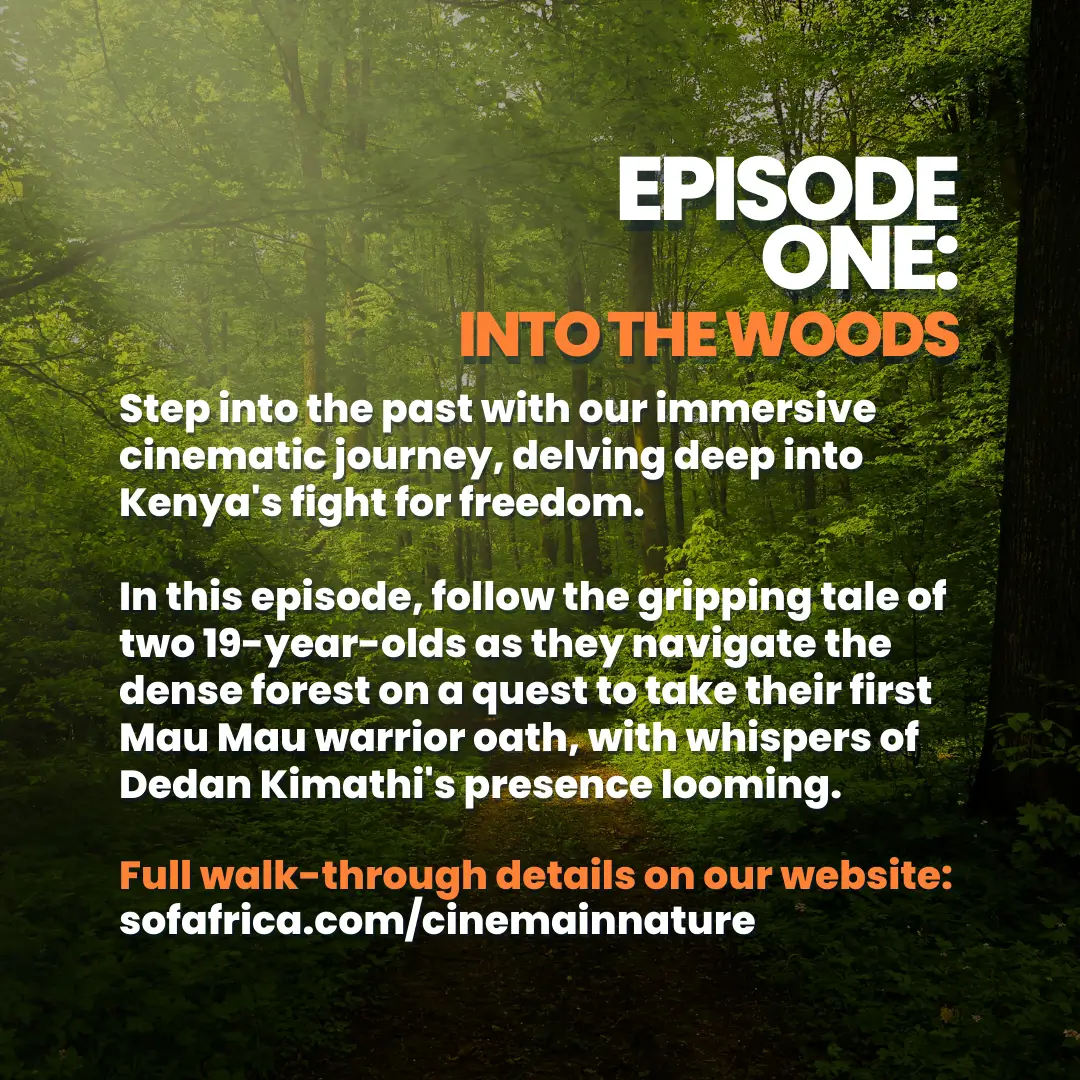 EPISODE
ONE:
INTO THE WOODS
Step into the past with our immersive
cinematic journey, delving deep into
Kenya's fight for freedom.
In this episode, follow the gripping tale of
two 19-year-olds as they navigate the
dense forest on a quest to take their first
Mau Mau warrior oath, with whispers of
Dedan Kimathi's presence looming.
Full walk-through details on our website:
sofafrica.com/cinemainnature